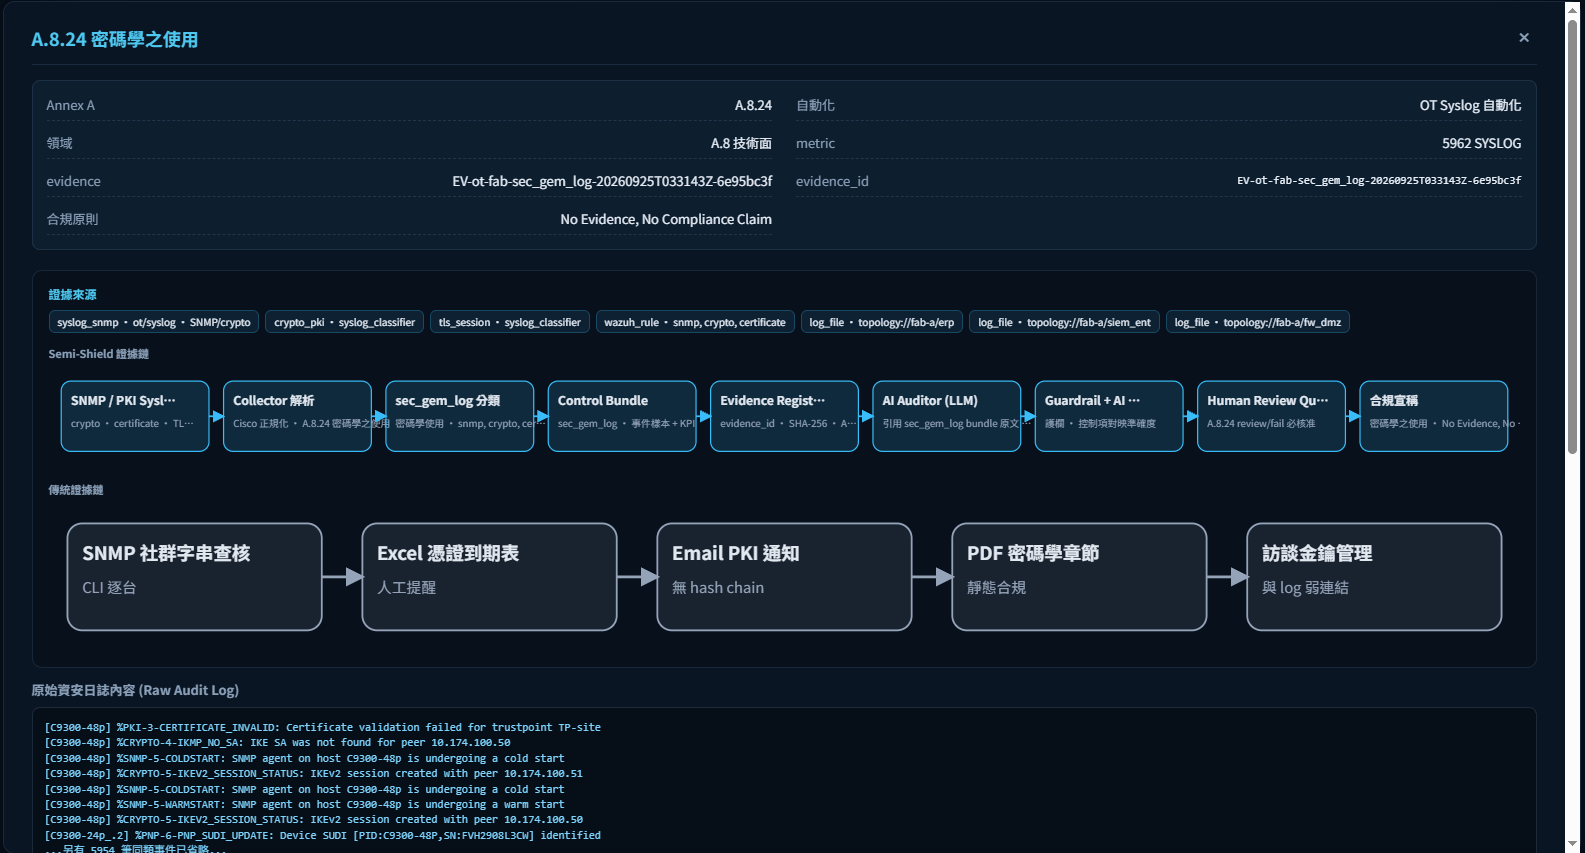 A.8.24 密碼學之使用
×
Annex A A.8.24 自動化 OT Syslog 自動化
領域 A.8 技術面 metric 5962 SYSLOG
evidence EV-ot-fab-sec_gem_log-20260925T033143Z-6e95bc3f evidence_id EV-ot-fab-sec_gem_log-20260925T033143Z-6e95bc3f
合規原則 No Evidence, No Compliance Claim
證據來源
syslog_snmp · ot/syslog · SNMP/crypto crypto_pki · syslog_classifier tls_session · syslog_classifier wazuh_rule · snmp, crypto, certificate log_file · topology://fab-a/erp log_file · topology://fab-a/siem_ent log_file · topology://fab-a/fw_dmz
Semi-Shield 證據鏈
SNMP / PKI Sysl… Collector 解析 sec_gem_log 分類 Control Bundle Evidence Regist… AI Auditor (LLM) Guardrail + AI … Human Review Qu… 合規宣稱
crypto · certificate · TL… Cisco 正規化 · A.8.24 密碼學之使用 密碼學使用 · snmp, crypto, cer… sec_gem_log · 事件樣本 + KPI evidence_id · SHA-256 · A… 引用 sec_gem_log bundle 原文 … 護欄 · 控制項對映準確度 A.8.24 review/fail 必核准 密碼學之使用 · No Evidence, No ·
傳統證據鏈
SNMP 社群字串查核 Excel 憑證到期表 Email PKI 通知 PDF 密碼學章節 訪談金鑰管理
CLI 逐台 人工提醒 無 hash chain 靜態合規 與 log 弱連結
原始資安日誌內容 (Raw Audit Log)
[C9300-48p] %PKI-3-CERTIFICATE_INVALID: Certificate validation failed for trustpoint TP-site
[C9300-48p] %CRYPTO-4-IKMP_NO_SA: IKE SA was not found for peer 10.174.100.50
[C9300-48p] %SNMP-5-COLDSTART: SNMP agent on host C9300-48p is undergoing a cold start
[C9300-48p] %CRYPTO-5-IKEV2_SESSION_STATUS: IKEv2 session created with peer 10.174.100.51
[C9300-48p] %SNMP-5-COLDSTART: SNMP agent on host C9300-48p is undergoing a cold start
[C9300-48p] %SNMP-5-WARMSTART: SNMP agent on host C9300-48p is undergoing a warm start
[C9300-48p] %CRYPTO-5-IKEV2_SESSION_STATUS: IKEv2 session created with peer 10.174.100.50
[C9300-24p_.2] %PNP-6-PNP_SUDI_UPDATE: Device SUDI [PID:C9300-48P,SN:FVH2908L3CW] identified
...另有 5954 筆同類事件已省略...